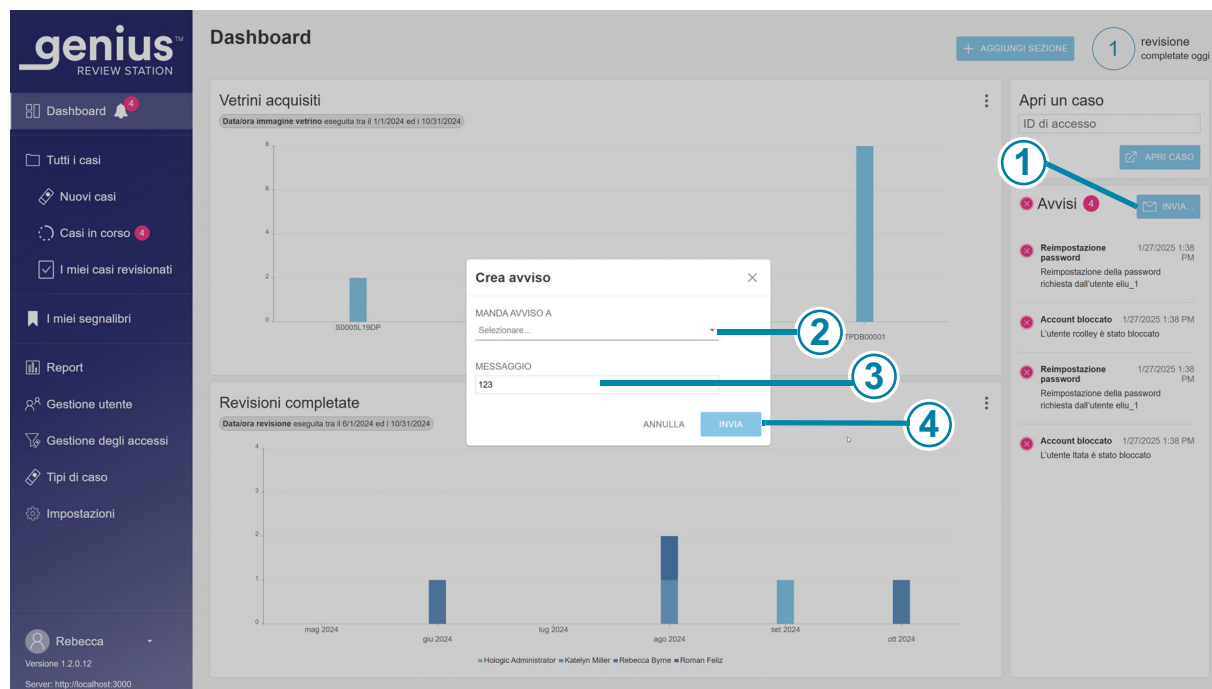 genius™
REVIEW STATION
Dashboard 4
Tutti i casi
Nuovi casi
Casi in corso 4
I miei casi revisionati
I miei segnalibri
Report
Gestione utente
Gestione degli accessi
Tipi di caso
Impostazioni
Rebecca
Versione 1.2.0.12
Server: http://localhost:3000
Dashboard
+ AGGIUNGI SEZIONE
1
revisione
completate oggi
Vetrini acquisiti
Data/ora immagine vetrino eseguita tra il 1/1/2024 ed i 10/31/2024
8
6
4
2
0
S0005L19DP
TPDB00001
Crea avviso
MANDA AVVISO A
Selezionare...
MESSAGGIO
123
ANNULLA
INVIA
1
2
3
4
Revisioni completate
Data/ora revisione eseguita tra il 6/1/2024 ed i 10/31/2024
4
3
2
1
0
mag 2024
giu 2024
lug 2024
ago 2024
set 2024
ott 2024
Hologic Administrator Katelyn Miller Rebecca Byrne Roman Feliz
Apri un caso
ID di accesso
APRI CASO
Avvisi 4
INVIA...
Reimpostazione 1/27/2025 1:38
password PM
Reimpostazione della password
richiesta dall'utente eliu_1
Account bloccato 1/27/2025 1:38 PM
L'utente rcolley è stato bloccato
Reimpostazione 1/27/2025 1:38
password PM
Reimpostazione della password
richiesta dall'utente eliu_1
Account bloccato 1/27/2025 1:38 PM
L'utente ltata è stato bloccato